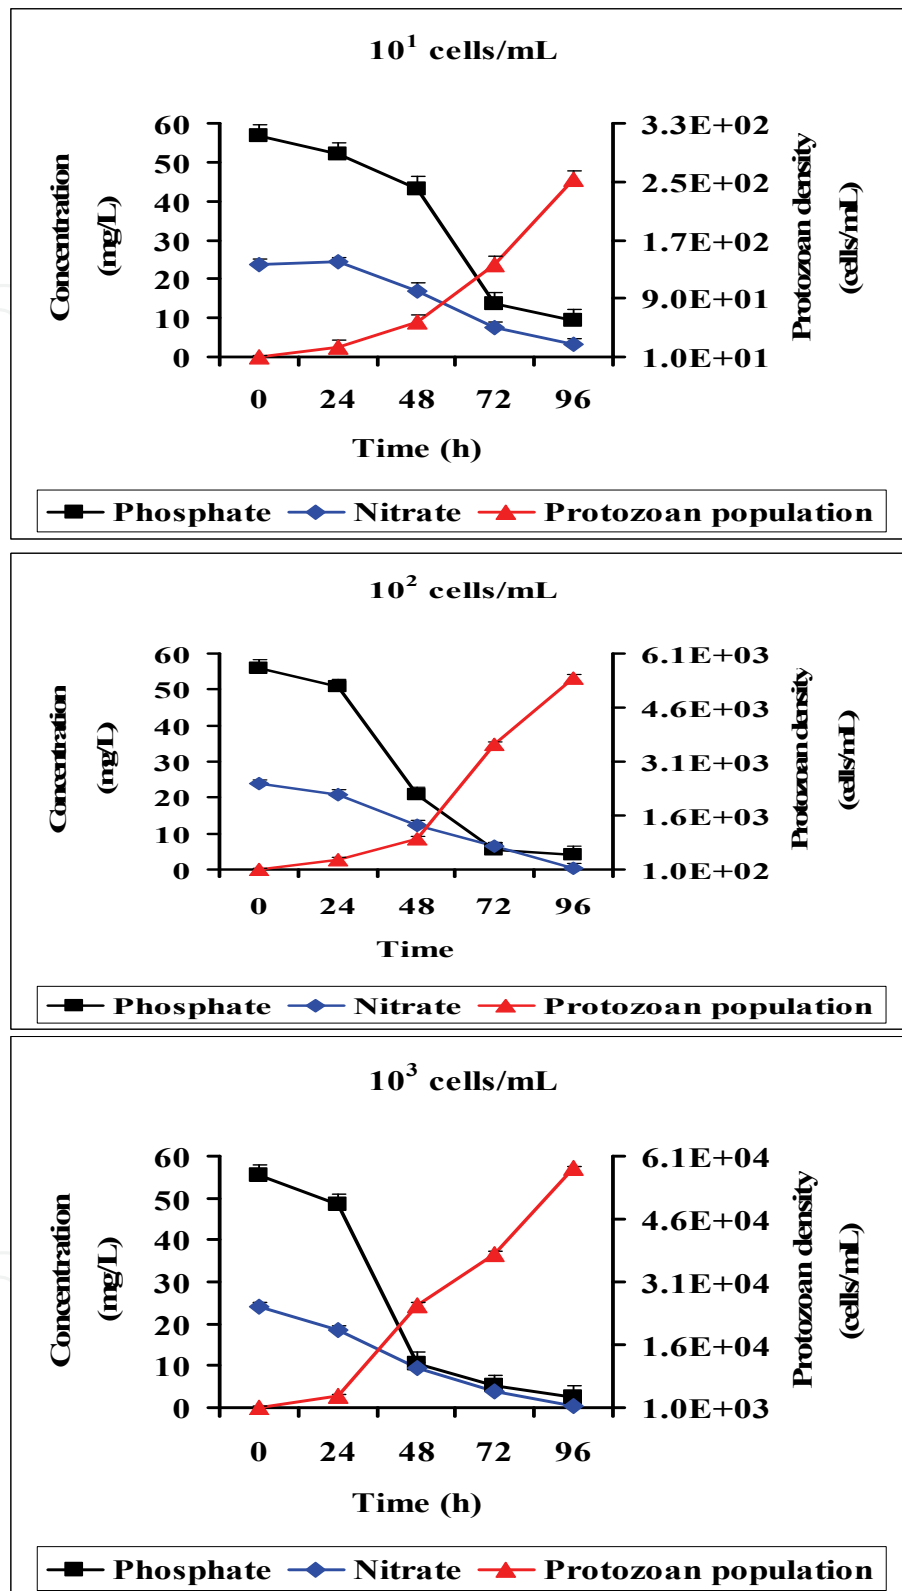 10¹ cells/mL
Concentration
(mg/L)
60
50
40
30
20
10
0
3.3E+02
2.5E+02
1.7E+02
9.0E+01
1.0E+01
Protozoan density
(cells/mL)
0 24 48 72 96
Time (h)
Phosphate Nitrate Protozoan population
10² cells/mL
Concentration
(mg/L)
60
50
40
30
20
10
0
6.1E+03
4.6E+03
3.1E+03
1.6E+03
1.0E+02
Protozoan density
(cells/mL)
0 24 48 72 96
Time
Phosphate Nitrate Protozoan population
10³ cells/mL
Concentration
(mg/L)
60
50
40
30
20
10
0
6.1E+04
4.6E+04
3.1E+04
1.6E+04
1.0E+03
Protozoan density
(cells/mL)
0 24 48 72 96
Time (h)
Phosphate Nitrate Protozoan population